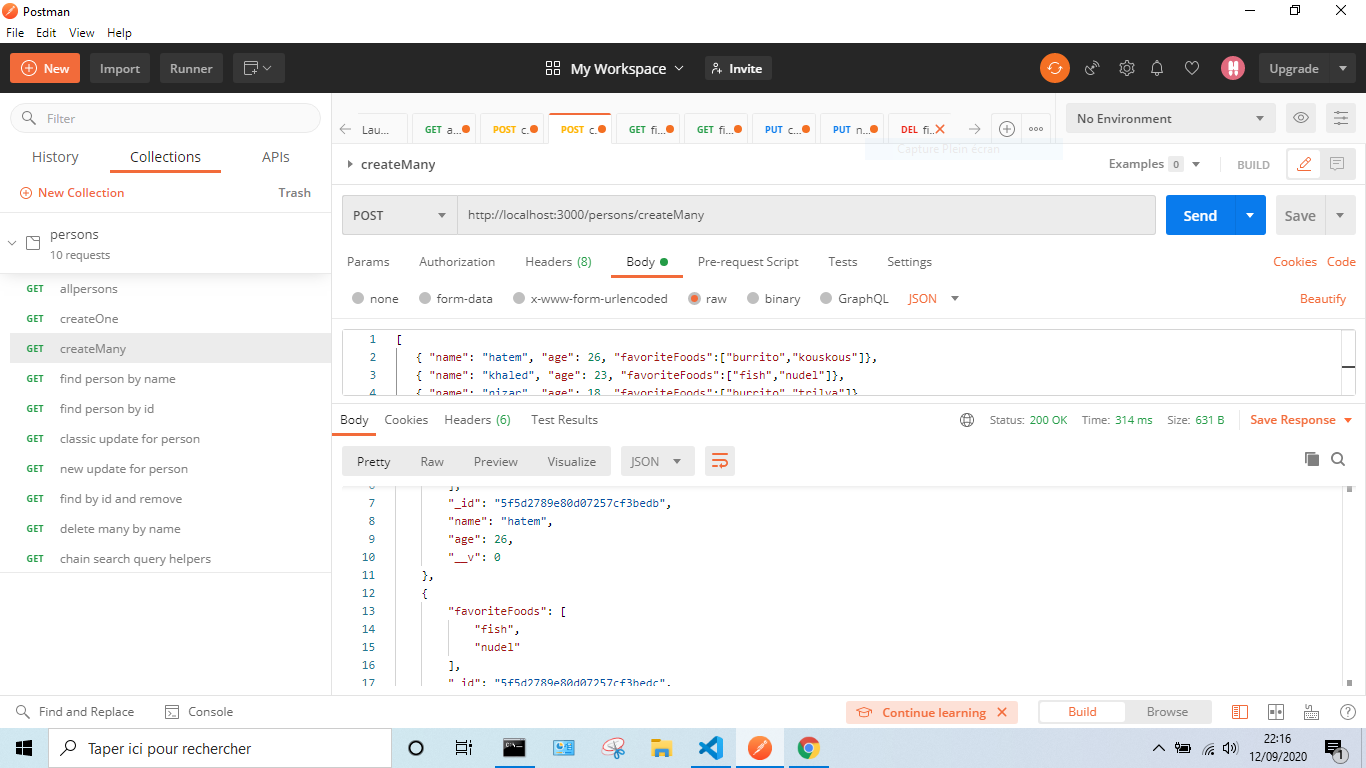 Postman
File Edit View Help
New Import Runner My Workspace Invite Upgrade
Filter
History Collections APIs
New Collection Trash
persons
10 requests
GET allpersons
GET createOne
GET createMany
GET find person by name
GET find person by id
GET classic update for person
GET new update for person
GET find by id and remove
GET delete many by name
GET chain search query helpers
Lau... GET a... POST c... POST c... GET fi... GET fi... PUT c... PUT n... DEL fi...
No Environment
Capture Plein écran
createMany Examples 0 BUILD
POST http://localhost:3000/persons/createMany Send Save
Params Authorization Headers (8) Body Pre-request Script Tests Settings Cookies Code
none form-data x-www-form-urlencoded raw binary GraphQL JSON Beautify
1 [
2 { "name": "hatem", "age": 26, "favoriteFoods":["burrito","kouskous"]},
3 { "name": "khaled", "age": 23, "favoriteFoods":["fish","nudel"]},
4 { "name": "nizar", "age": 18, "favoriteFoods":["burrito","trilya"]}
Body Cookies Headers (6) Test Results Status: 200 OK Time: 314 ms Size: 631 B Save Response
Pretty Raw Preview Visualize JSON
6 ],
7 "_id": "5f5d2789e80d07257cf3bedb",
8 "name": "hatem",
9 "age": 26,
10 "__v": 0
11 },
12 {
13 "favoriteFoods": [
14 "fish",
15 "nudel"
16 ],
17 "_id": "5f5d2789e80d07257cf3bedc",
Find and Replace Console Continue learning Build Browse
Taper ici pour rechercher
22:16
12/09/2020
1